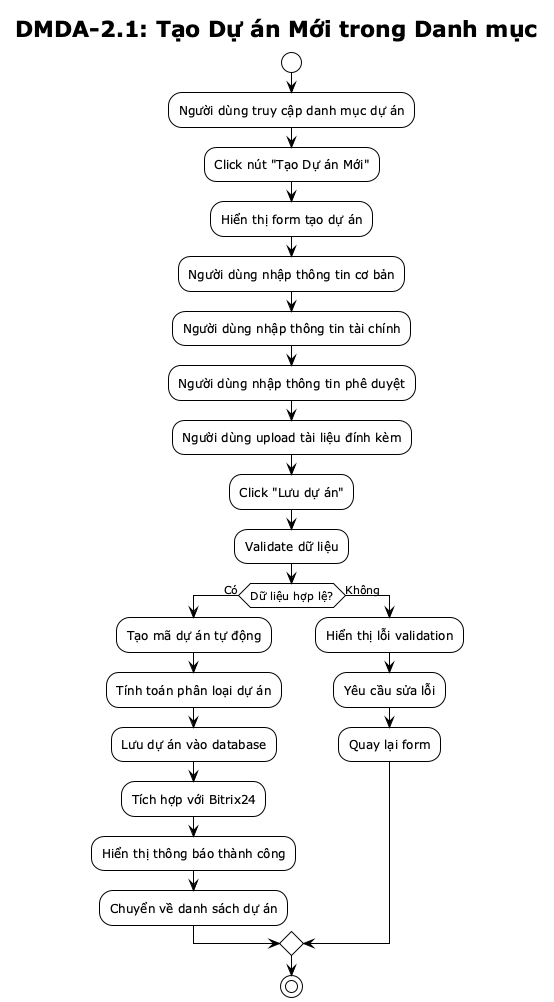 DMDA-2.1: Tạo Dự án Mới trong Danh mục
Người dùng truy cập danh mục dự án
Click nút "Tạo Dự án Mới"
Hiển thị form tạo dự án
Người dùng nhập thông tin cơ bản
Người dùng nhập thông tin tài chính
Người dùng nhập thông tin phê duyệt
Người dùng upload tài liệu đính kèm
Click "Lưu dự án"
Validate dữ liệu
Dữ liệu hợp lệ?
Có
Tạo mã dự án tự động
Tính toán phân loại dự án
Lưu dự án vào database
Tích hợp với Bitrix24
Hiển thị thông báo thành công
Chuyển về danh sách dự án
Không
Hiển thị lỗi validation
Yêu cầu sửa lỗi
Quay lại form